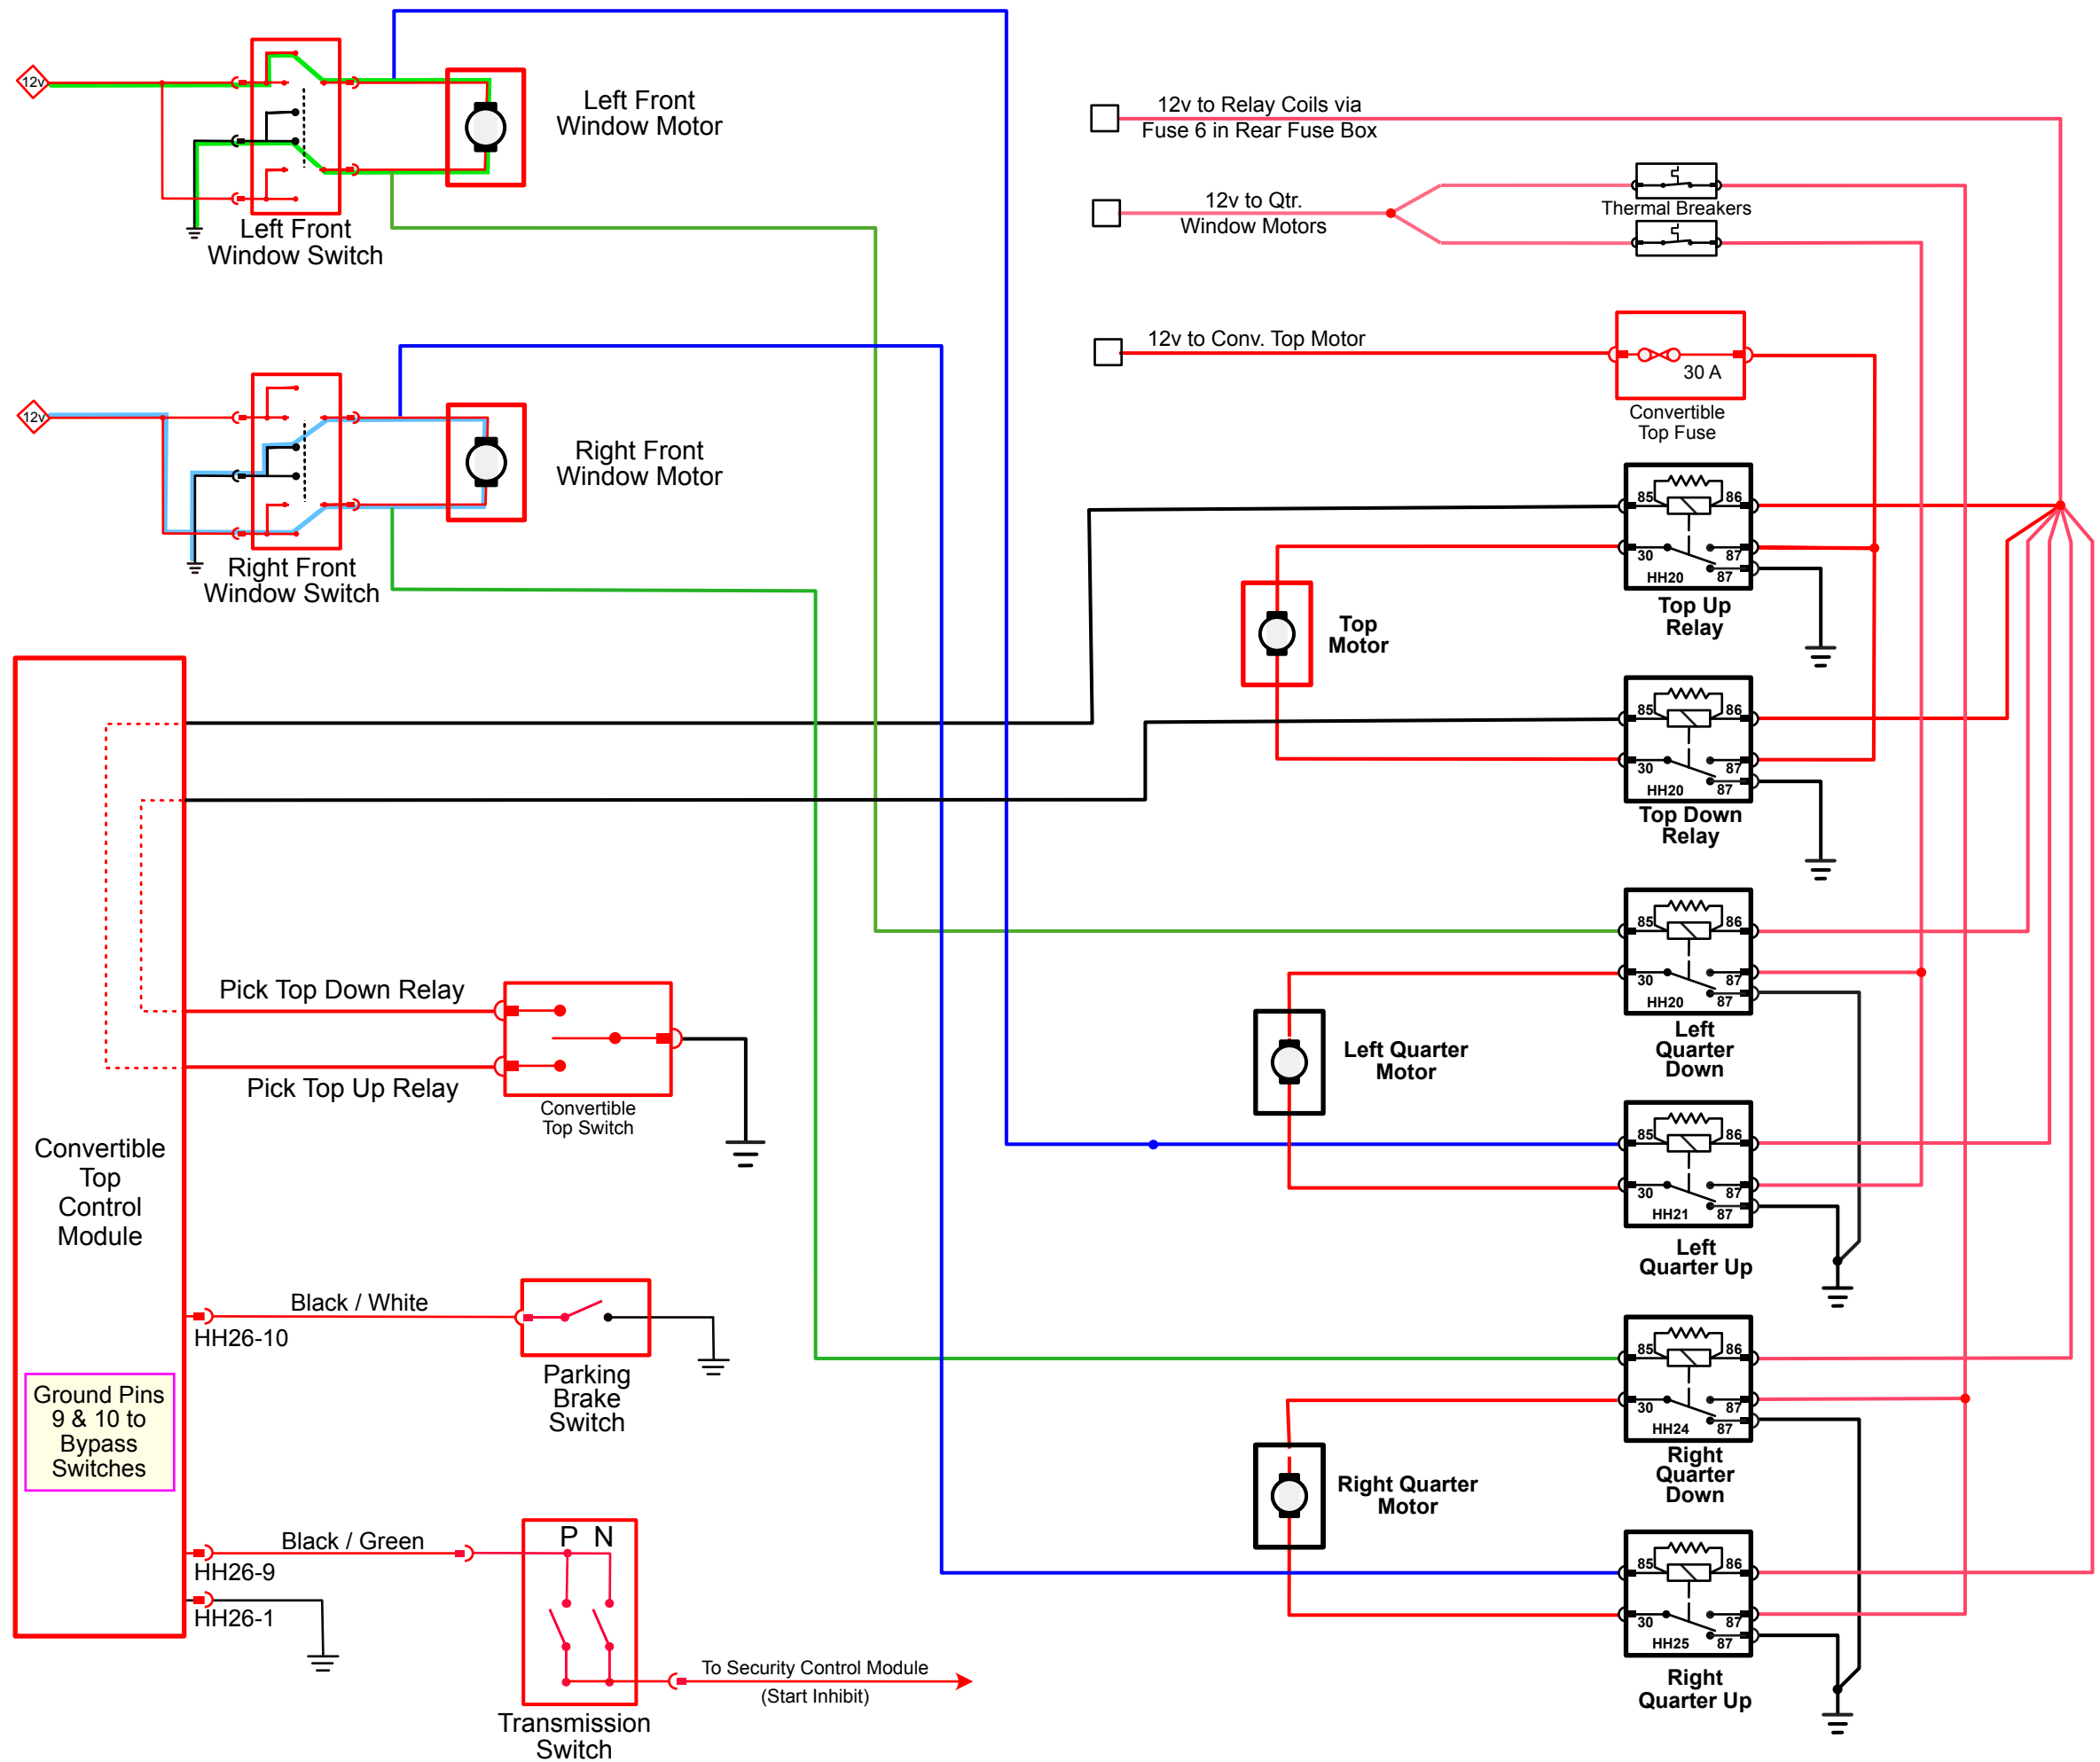 12v
Left Front
Window Motor
Left Front
Window Switch
12v
Right Front
Window Motor
Right Front
Window Switch
12v to Relay Coils via
Fuse 6 in Rear Fuse Box
12v to Qtr.
Window Motors
Thermal Breakers
12v to Conv. Top Motor
30 A
Convertible
Top Fuse
85
86
30
87
HH20
87
Top Up
Relay
Top
Motor
85
86
30
87
HH20
87
Top Down
Relay
85
86
30
87
HH20
87
Left
Quarter
Down
Left Quarter
Motor
85
86
30
87
HH21
87
Left
Quarter Up
85
86
30
87
HH24
87
Right
Quarter
Down
Right Quarter
Motor
85
86
30
87
HH25
87
Right
Quarter Up
Pick Top Down Relay
Pick Top Up Relay
Convertible
Top Switch
Convertible
Top
Control
Module
Black / White
HH26-10
Parking
Brake
Switch
Ground Pins
9 & 10 to
Bypass
Switches
Black / Green
HH26-9
HH26-1
P N
To Security Control Module
(Start Inhibit)
Transmission
Switch